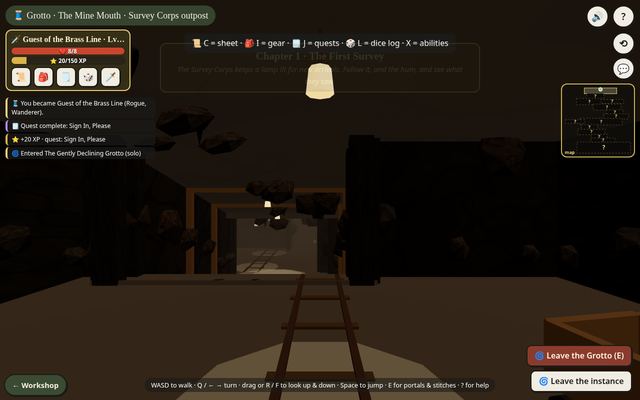 Grotto · The Mine Mouth · Survey Corps outpost
Guest of the Brass Line · Lv…
8/8
20/150 XP
C = sheet · I = gear · J = quests · L = dice log · X = abilities
Chapter 1 · The First Survey
The Survey Corps keeps a lamp lit for new arrivals. Follow it, and the hum, and see what
You became Guest of the Brass Line (Rogue, Wanderer).
Quest complete: Sign In, Please
+20 XP · quest: Sign In, Please
Entered The Gently Declining Grotto (solo)
?
map
?
Leave the Grotto (E)
Leave the instance
← Workshop
WASD to walk · Q / ← → turn · drag or R / F to look up & down · Space to jump · E for portals & stitches · ? for help